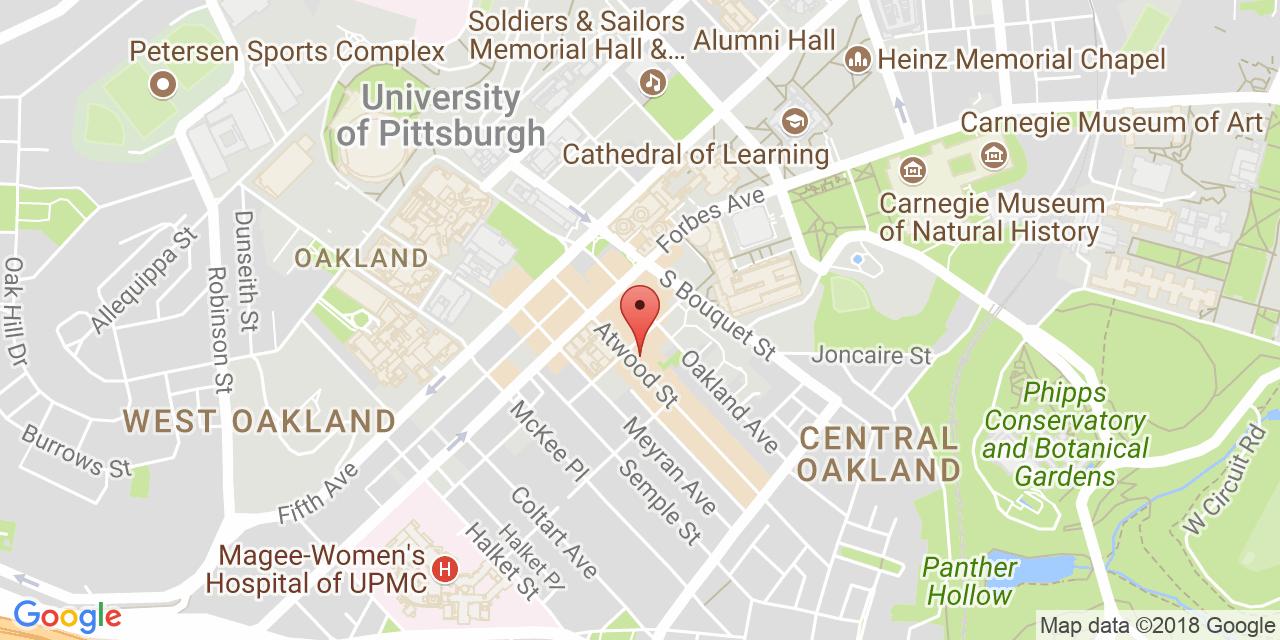 Soldiers & Sailors
Memorial Hall &...
Alumni Hall
Petersen Sports Complex
Heinz Memorial Chapel
University
of Pittsburgh
Carnegie Museum of Art
Cathedral of Learning
Forbes Ave
Carnegie Museum
of Natural History
Dunseith St
Allequippa St
OAKLAND
Oak Hill Dr
Robinson St
S Bouquet St
Atwood St
Joncaire St
Oakland Ave
WEST OAKLAND
Phipps
Conservatory
and Botanical
Gardens
McKee Pl
Meyran Ave
CENTRAL
OAKLAND
Burrows St
Semple St
W Circuit Rd
Fifth Ave
Coltart Ave
Halket Pl
Halket St
Magee-Women's
Hospital of UPMC
H
Panther
Hollow
Google
Map data ©2018 Google